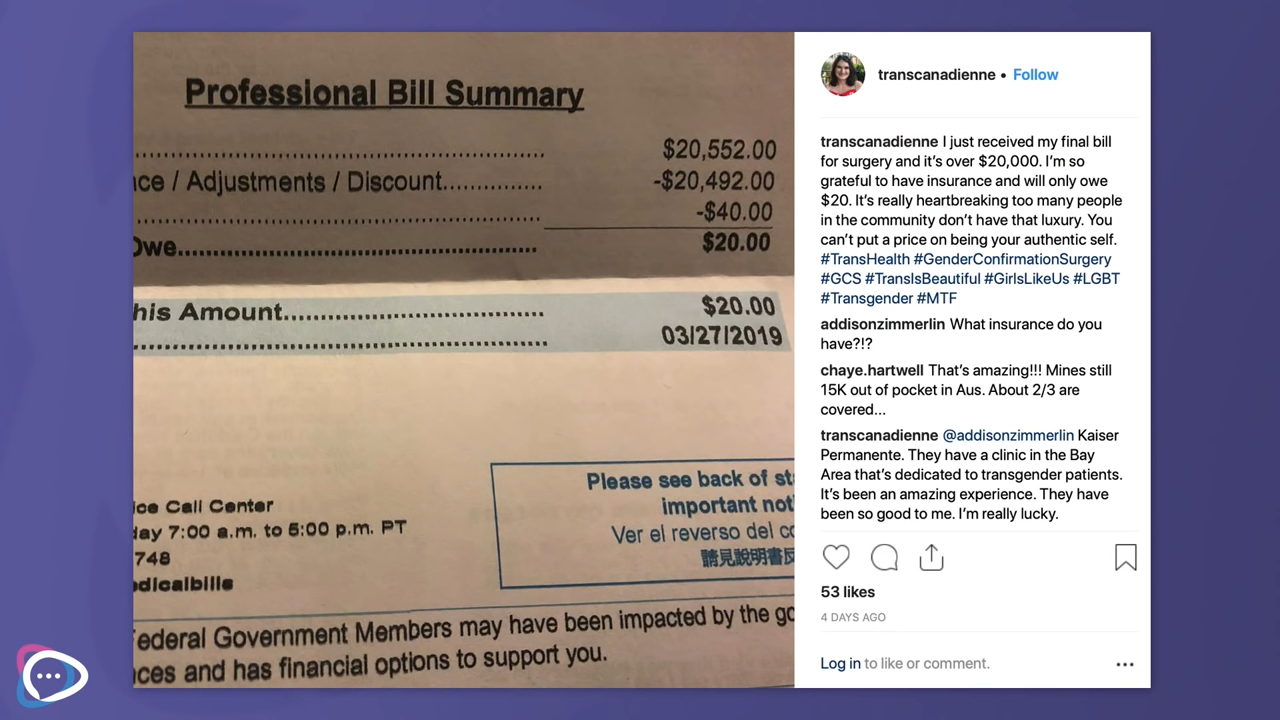 Professional Bill Summary
$20,552.00
ce / Adjustments / Discount............... -$20,492.00
-$40.00
Owe............................................... $20.00
his Amount.................................. $20.00
03/27/2019
ice Call Center
day 7:00 a.m. to 5:00 p.m. PT
748
edicalbills
Please see back of st
important not
Ver el reverso del c
請見說明書反
ederal Government Members may have been impacted by the go
ces and has financial options to support you.
transcanadienne • Follow
transcanadienne I just received my final bill
for surgery and it’s over $20,000. I’m so
grateful to have insurance and will only owe
$20. It’s really heartbreaking too many people
in the community don’t have that luxury. You
can’t put a price on being your authentic self.
#TransHealth #GenderConfirmationSurgery
#GCS #TransIsBeautiful #GirlsLikeUs #LGBT
#Transgender #MTF
addisonzimmerlin What insurance do you
have?!?
chaye.hartwell That’s amazing!!! Mines still
15K out of pocket in Aus. About 2/3 are
covered...
transcanadienne @addisonzimmerlin Kaiser
Permanente. They have a clinic in the Bay
Area that’s dedicated to transgender patients.
It’s been an amazing experience. They have
been so good to me. I’m really lucky.
53 likes
4 DAYS AGO
Log in to like or comment.